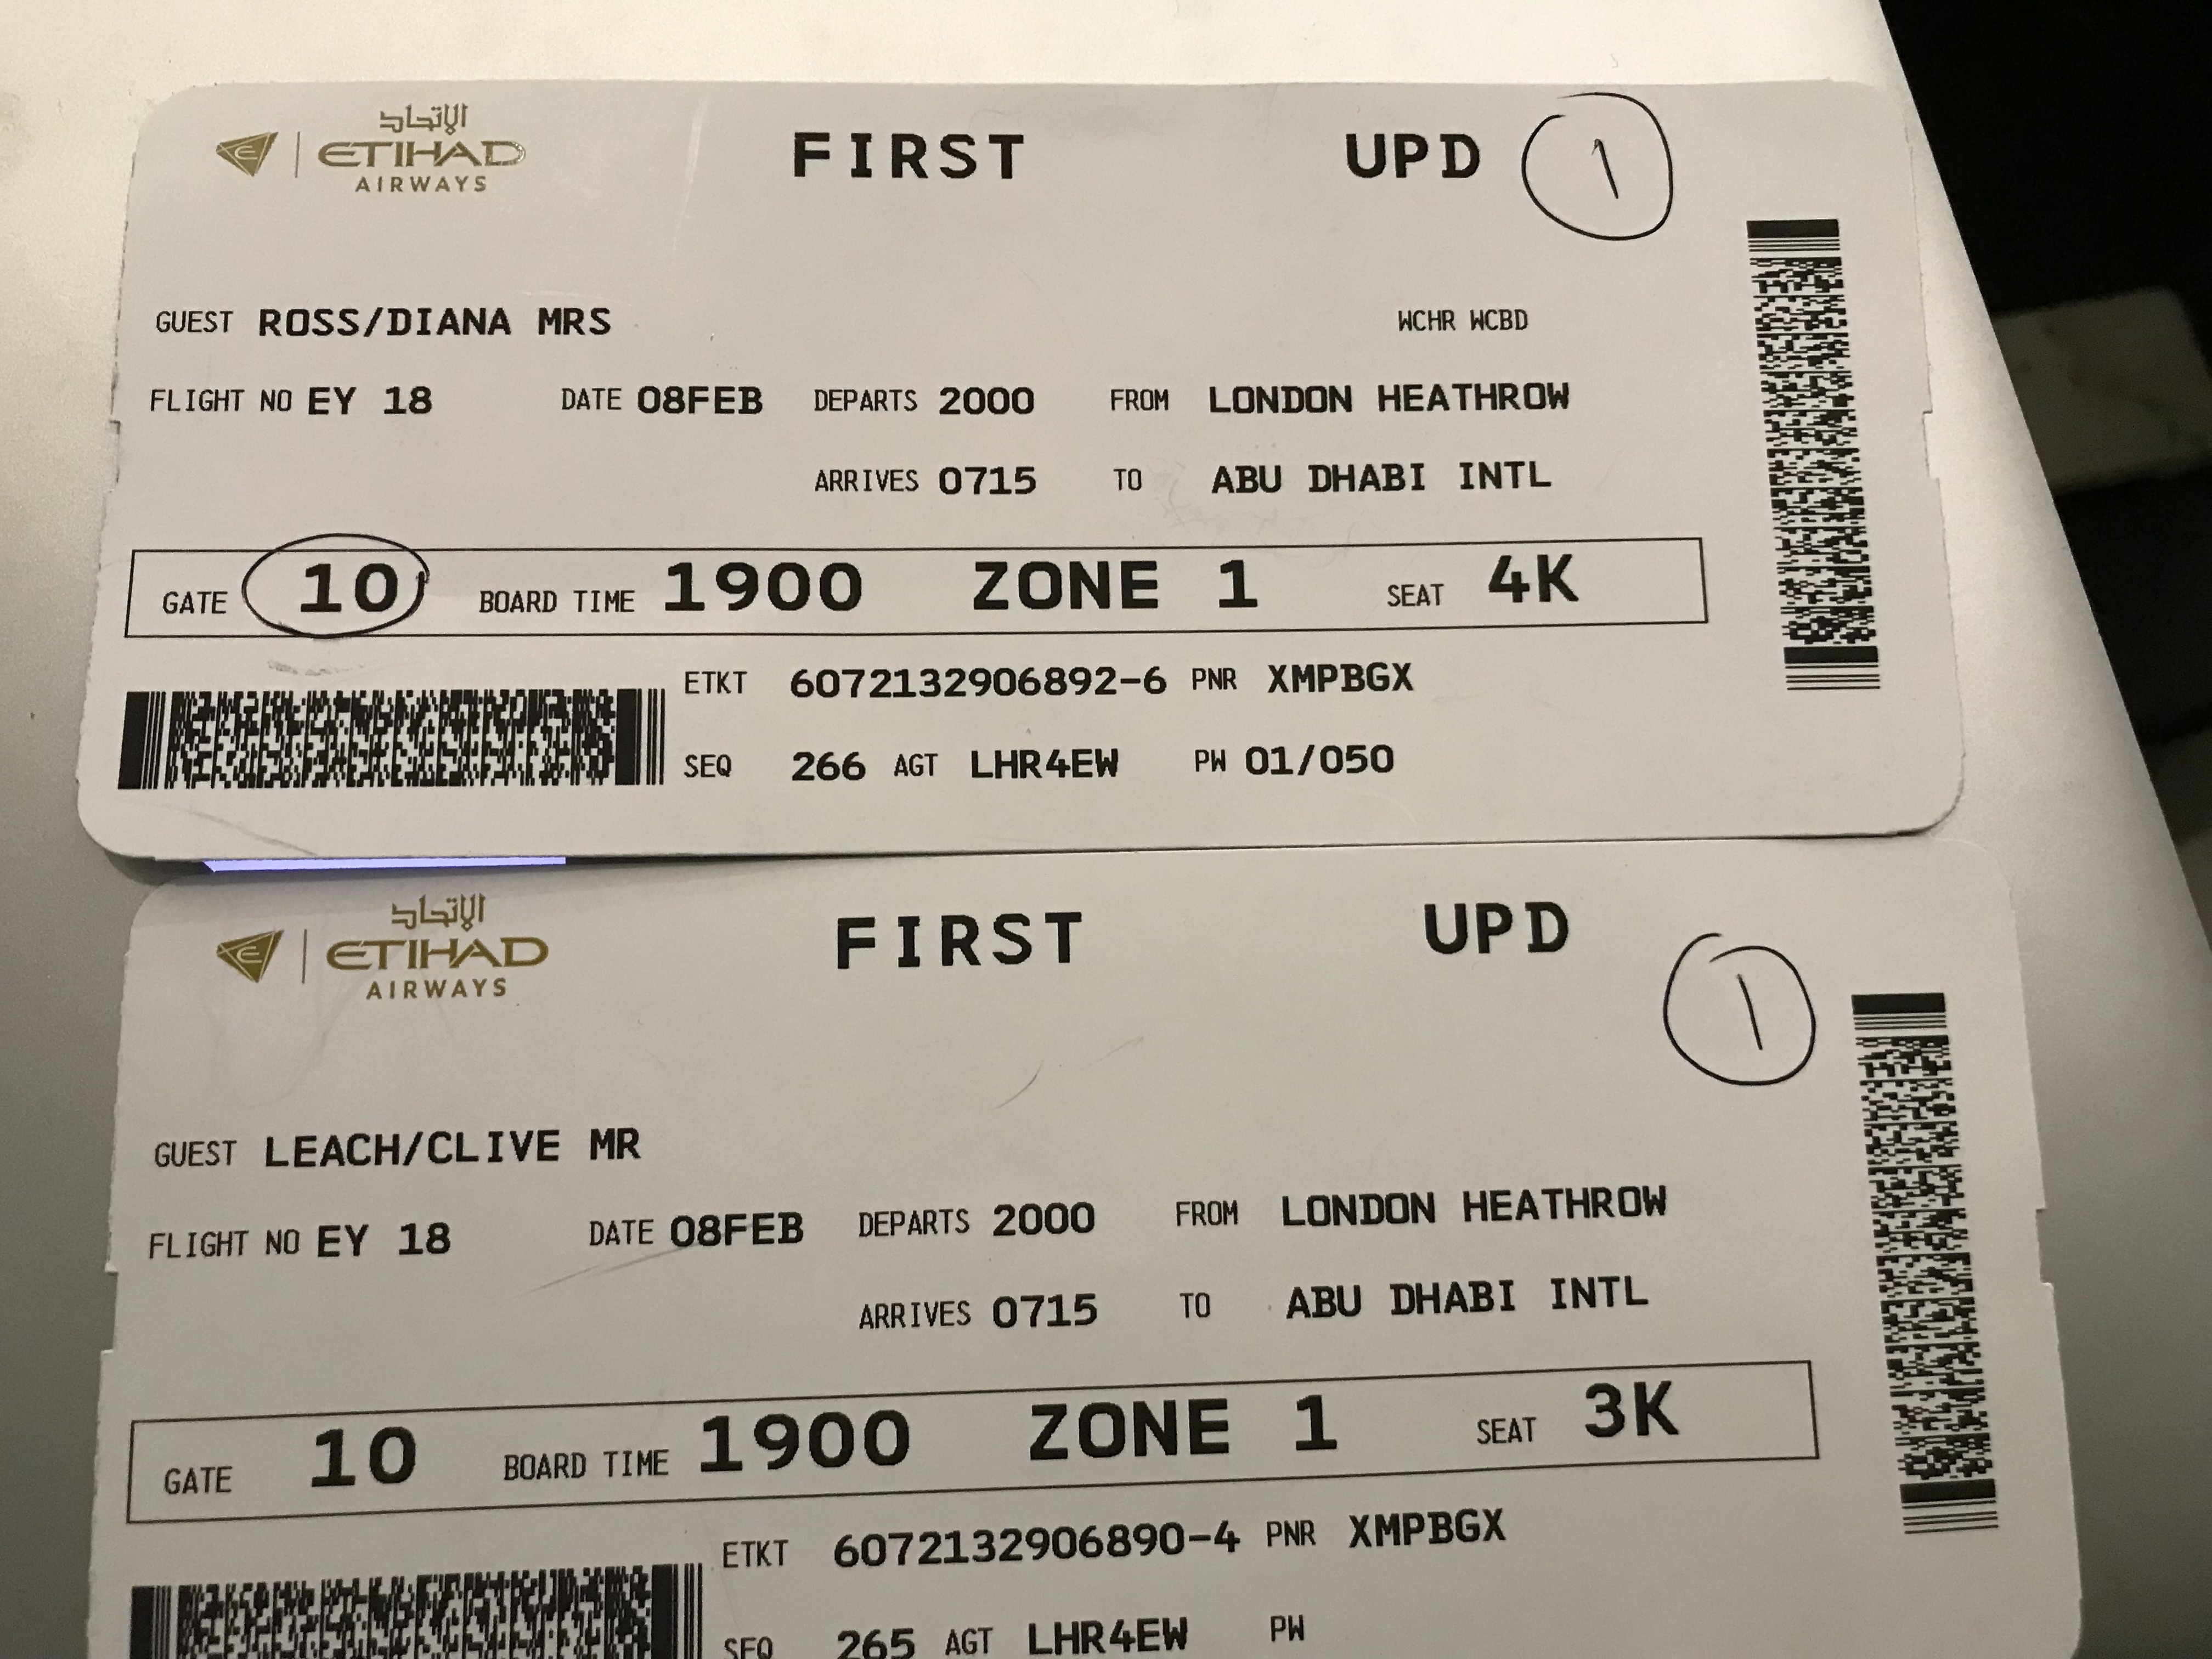 الإتحاد
ETIHAD
AIRWAYS
FIRST
UPD 1
GUEST ROSS/DIANA MRS WCHR WCBD
FLIGHT NO EY 18 DATE 08FEB DEPARTS 2000 FROM LONDON HEATHROW
ARRIVES 0715 TO ABU DHABI INTL
GATE 10 BOARD TIME 1900 ZONE 1 SEAT 4K
ETKT 6072132906892-6 PNR XMPBGX
SEQ 266 AGT LHR4EW PW 01/050
الإتحاد
ETIHAD
AIRWAYS
FIRST
UPD
1
GUEST LEACH/CLIVE MR
FLIGHT NO EY 18 DATE 08FEB DEPARTS 2000 FROM LONDON HEATHROW
ARRIVES 0715 TO ABU DHABI INTL
GATE 10 BOARD TIME 1900 ZONE 1 SEAT 3K
ETKT 6072132906890-4 PNR XMPBGX
SEQ 265 AGT LHR4EW PW